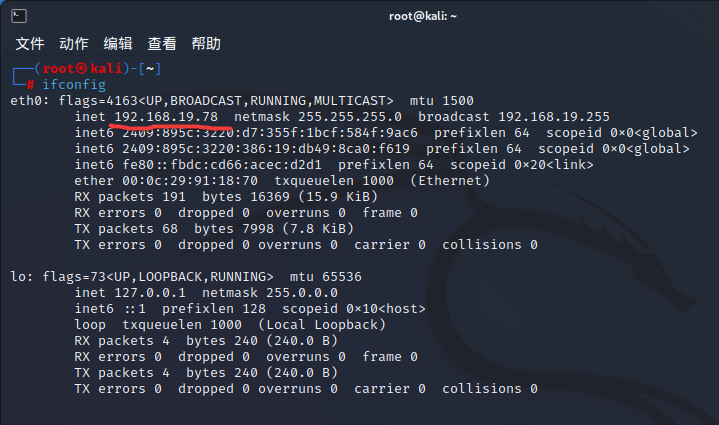 root@kali: ~
文件 动作 编辑 查看 帮助
┌──(root㉿kali)-[~]
└─# ifconfig
eth0: flags=4163<UP,BROADCAST,RUNNING,MULTICAST>  mtu 1500
        inet 192.168.19.78  netmask 255.255.255.0  broadcast 192.168.19.255
        inet6 2409:895c:3220:d7:355f:1bcf:584f:9ac6  prefixlen 64  scopeid 0×0<global>
        inet6 2409:895c:3220:386:19:db49:8ca0:f619  prefixlen 64  scopeid 0×0<global>
        inet6 fe80::fbdc:cd66:acec:d2d1  prefixlen 64  scopeid 0×20<link>
        ether 00:0c:29:91:18:70  txqueuelen 1000  (Ethernet)
        RX packets 191  bytes 16369 (15.9 KiB)
        RX errors 0  dropped 0  overruns 0  frame 0
        TX packets 68  bytes 7998 (7.8 KiB)
        TX errors 0  dropped 0 overruns 0  carrier 0  collisions 0
lo: flags=73<UP,LOOPBACK,RUNNING>  mtu 65536
        inet 127.0.0.1  netmask 255.0.0.0
        inet6 ::1  prefixlen 128  scopeid 0×10<host>
        loop  txqueuelen 1000  (Local Loopback)
        RX packets 4  bytes 240 (240.0 B)
        RX errors 0  dropped 0  overruns 0  frame 0
        TX packets 4  bytes 240 (240.0 B)
        TX errors 0  dropped 0 overruns 0  carrier 0  collisions 0